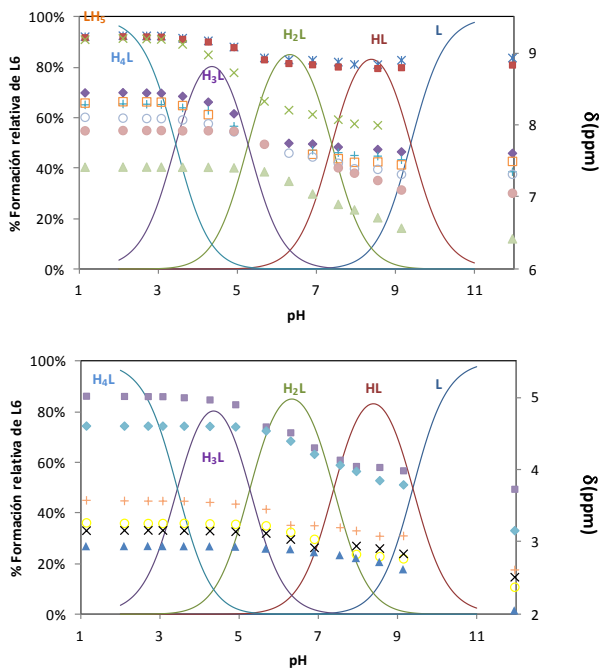 LH5
H4L
H3L
H2L
HL
L
100%
80%
60%
40%
20%
0%
% Formación relativa de L6
9
8
7
6
δ(ppm)
1 3 5 7 9 11
pH
H4L
H3L
H2L
HL
L
100%
80%
60%
40%
20%
0%
% Formación relativa de L6
5
4
3
2
δ(ppm)
1 3 5 7 9 11
pH